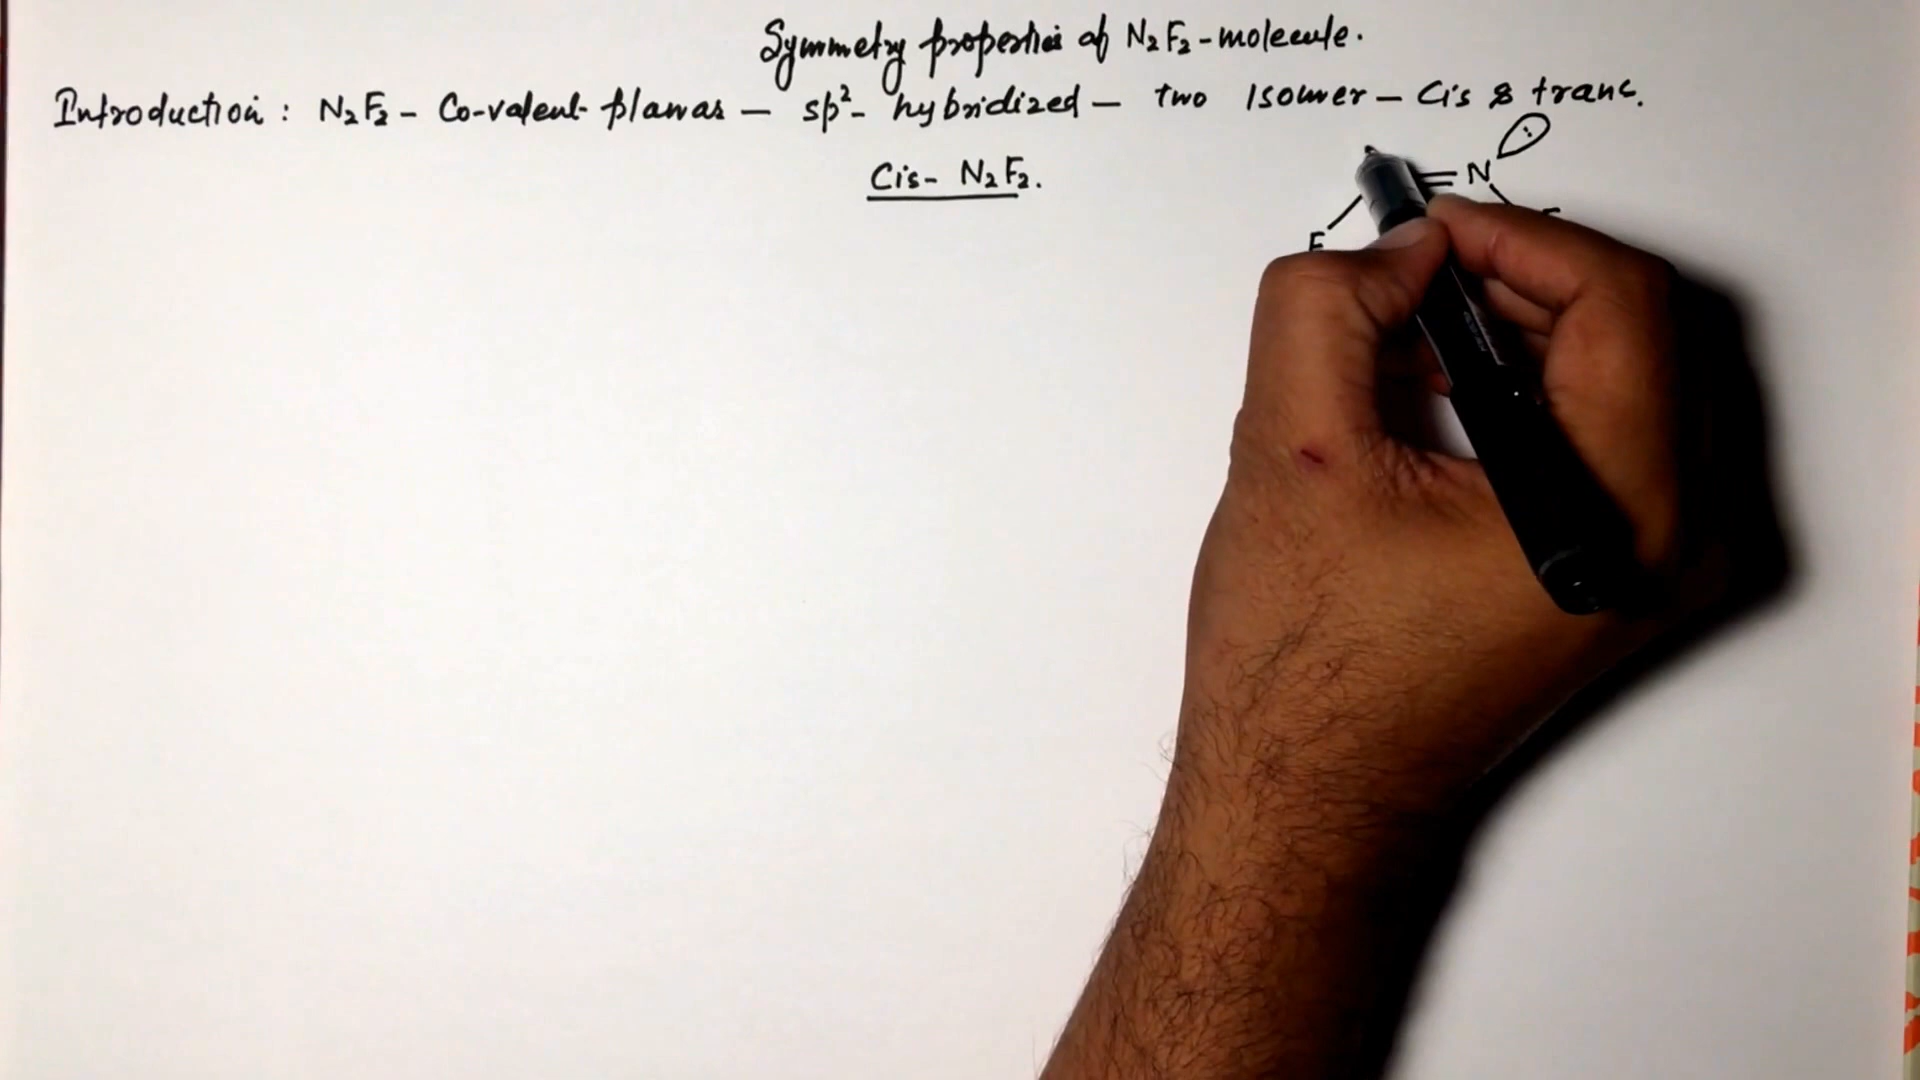 Symmetry properties of N₂F₂-molecule.
Introduction: N₂F₂ - Co-valent planar - sp²- hybridized - two Isomer - Cis & trans.
Cis- N₂F₂.
= N
F F